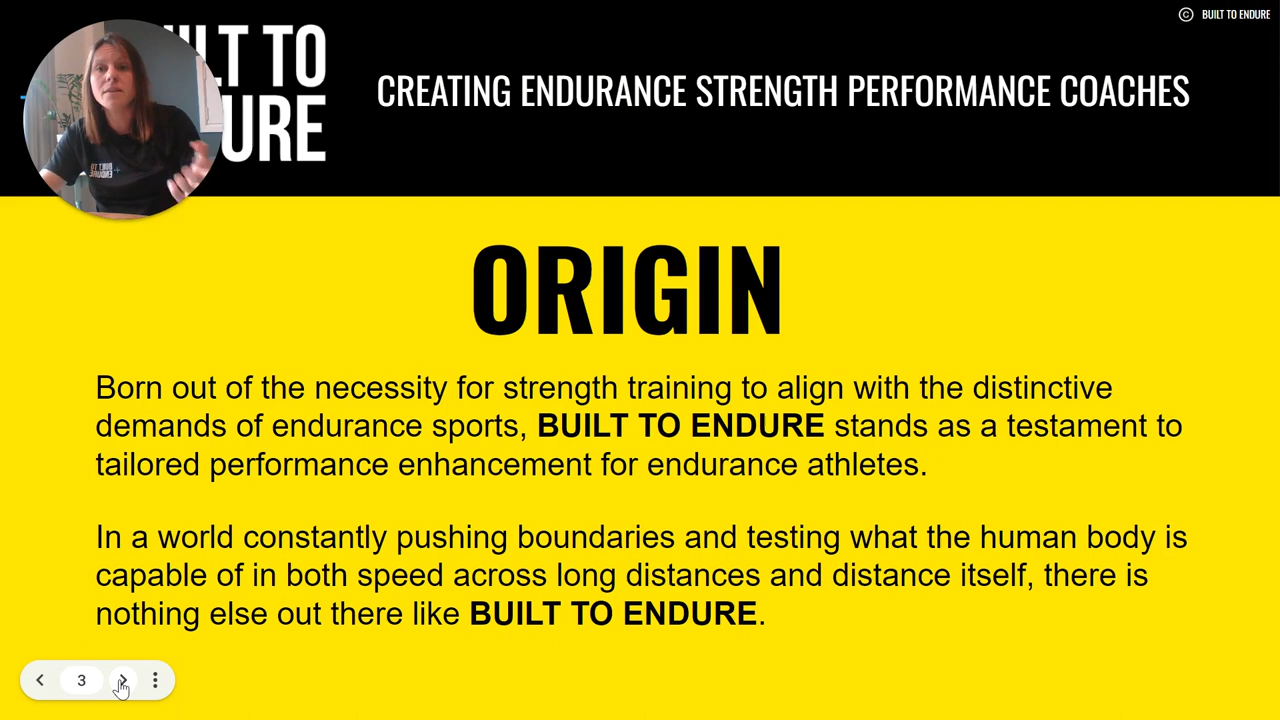 © BUILT TO ENDURE
LT TO
URE
CREATING ENDURANCE STRENGTH PERFORMANCE COACHES
ORIGIN
Born out of the necessity for strength training to align with the distinctive
demands of endurance sports, BUILT TO ENDURE stands as a testament to
tailored performance enhancement for endurance athletes.
In a world constantly pushing boundaries and testing what the human body is
capable of in both speed across long distances and distance itself, there is
nothing else out there like BUILT TO ENDURE.
3